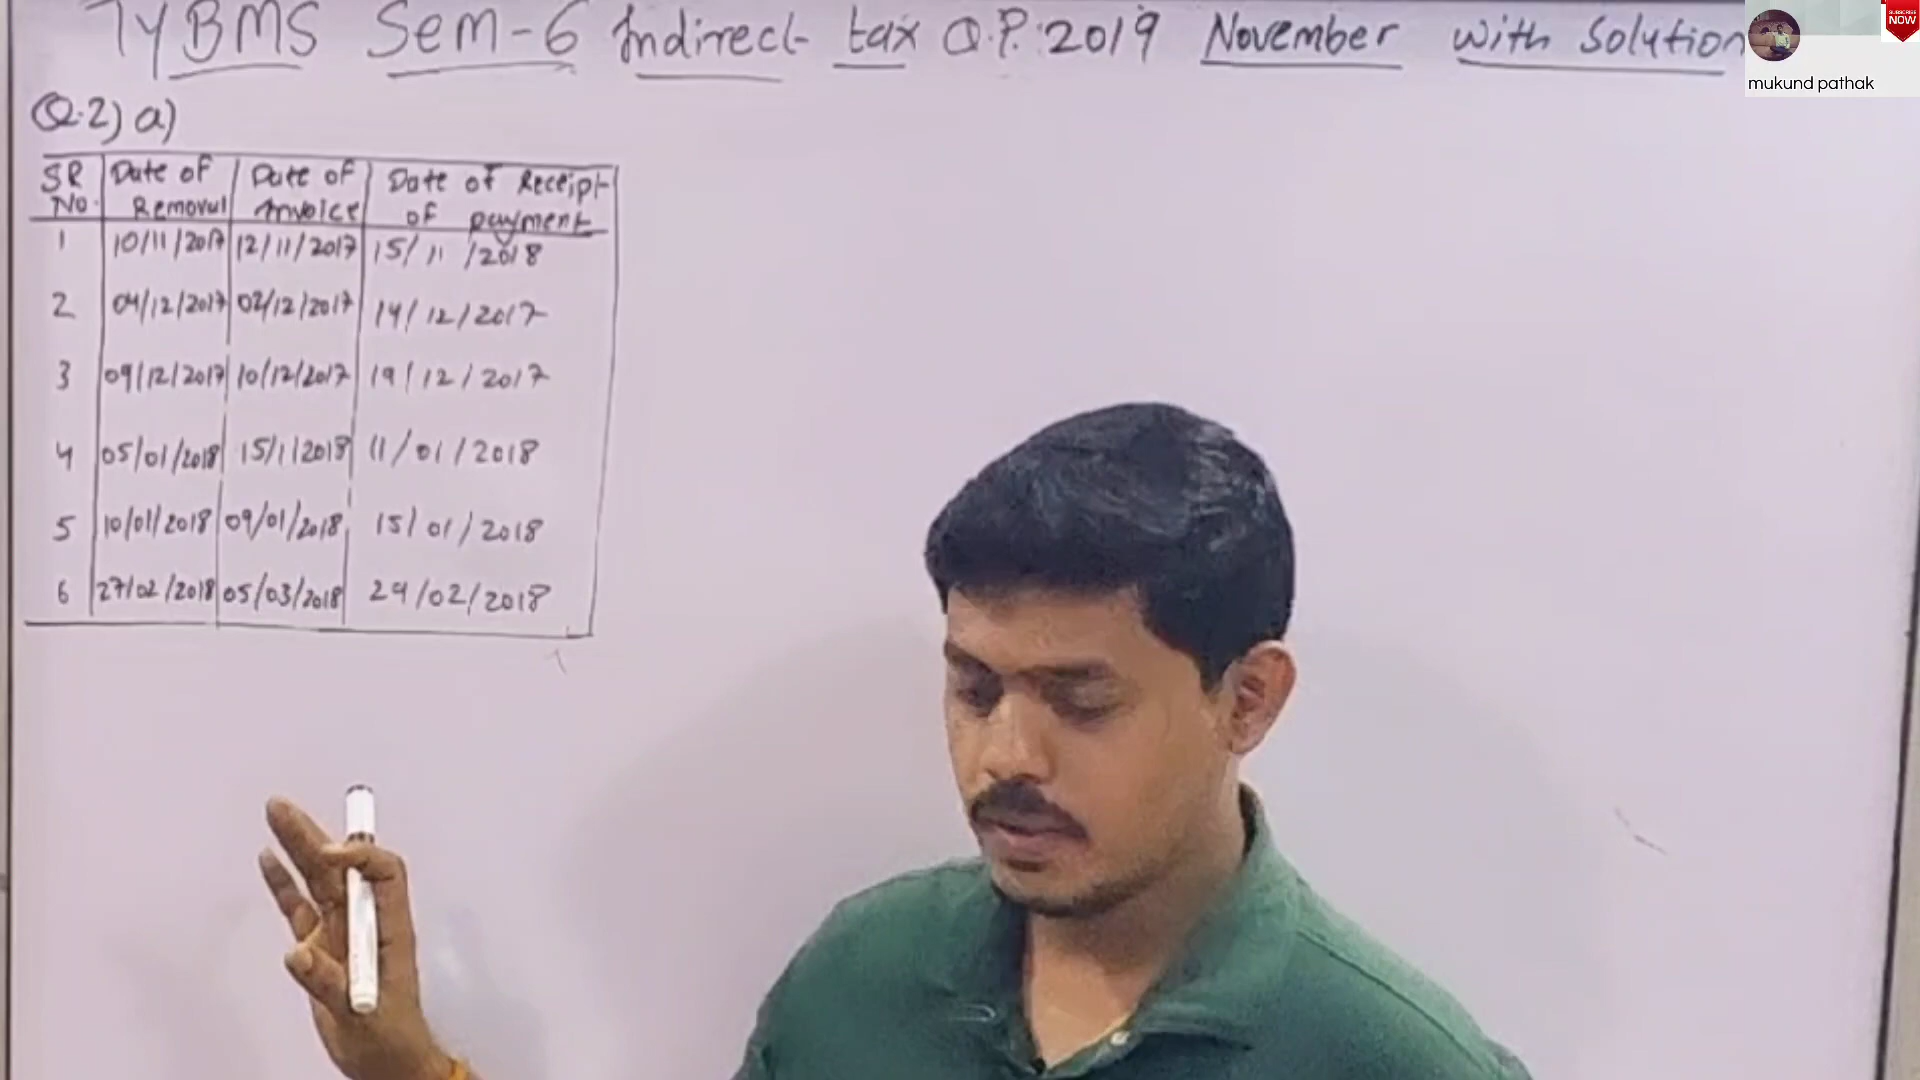 TYBMS Sem-6 Indirect tax Q.P. 2019 November with Solution
SUBSCRIBE
NOW
mukund pathak
Q.2) a)
SR No. Date of Removal Date of Invoice Date of Receipt of payment
1 10/11/2017 12/11/2017 15/11/2018
2 04/12/2017 02/12/2017 14/12/2017
3 09/12/2017 10/12/2017 19/12/2017
4 05/01/2018 15/1/2018 11/01/2018
5 10/01/2018 09/01/2018 15/01/2018
6 27/02/2018 05/03/2018 29/02/2018